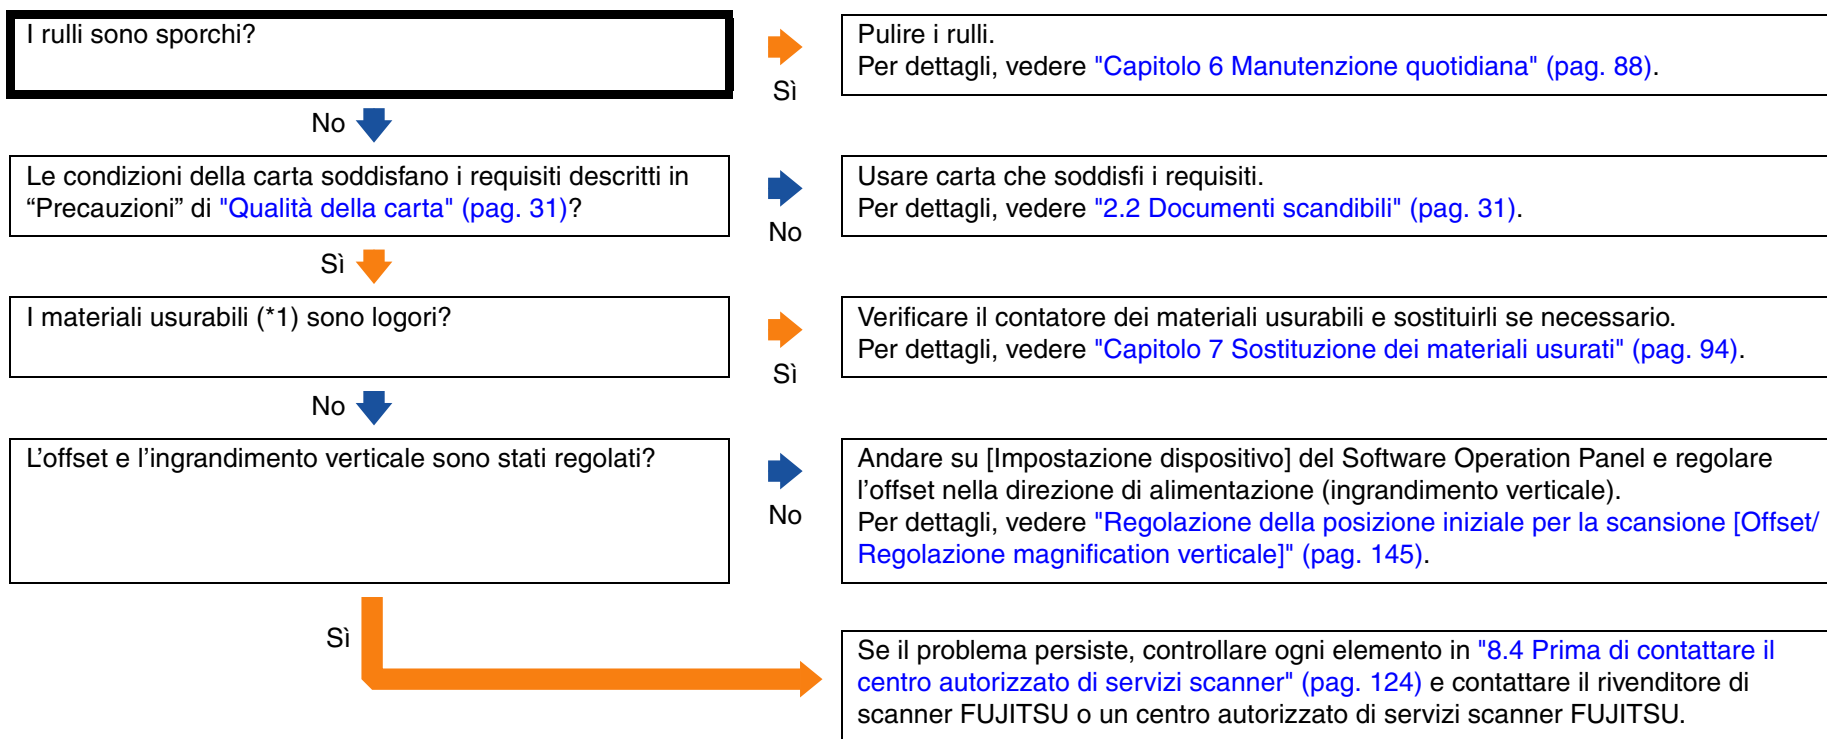 I rulli sono sporchi?
Sì
Pulire i rulli.
Per dettagli, vedere "Capitolo 6 Manutenzione quotidiana" (pag. 88).
No
Le condizioni della carta soddisfano i requisiti descritti in
“Precauzioni” di "Qualità della carta" (pag. 31)?
No
Usare carta che soddisfi i requisiti.
Per dettagli, vedere "2.2 Documenti scandibili" (pag. 31).
Sì
I materiali usurabili (*1) sono logori?
Sì
Verificare il contatore dei materiali usurabili e sostituirli se necessario.
Per dettagli, vedere "Capitolo 7 Sostituzione dei materiali usurati" (pag. 94).
No
L’offset e l’ingrandimento verticale sono stati regolati?
No
Andare su [Impostazione dispositivo] del Software Operation Panel e regolare
l’offset nella direzione di alimentazione (ingrandimento verticale).
Per dettagli, vedere "Regolazione della posizione iniziale per la scansione [Offset/
Regolazione magnification verticale]" (pag. 145).
Sì
Se il problema persiste, controllare ogni elemento in "8.4 Prima di contattare il
centro autorizzato di servizi scanner" (pag. 124) e contattare il rivenditore di
scanner FUJITSU o un centro autorizzato di servizi scanner FUJITSU.